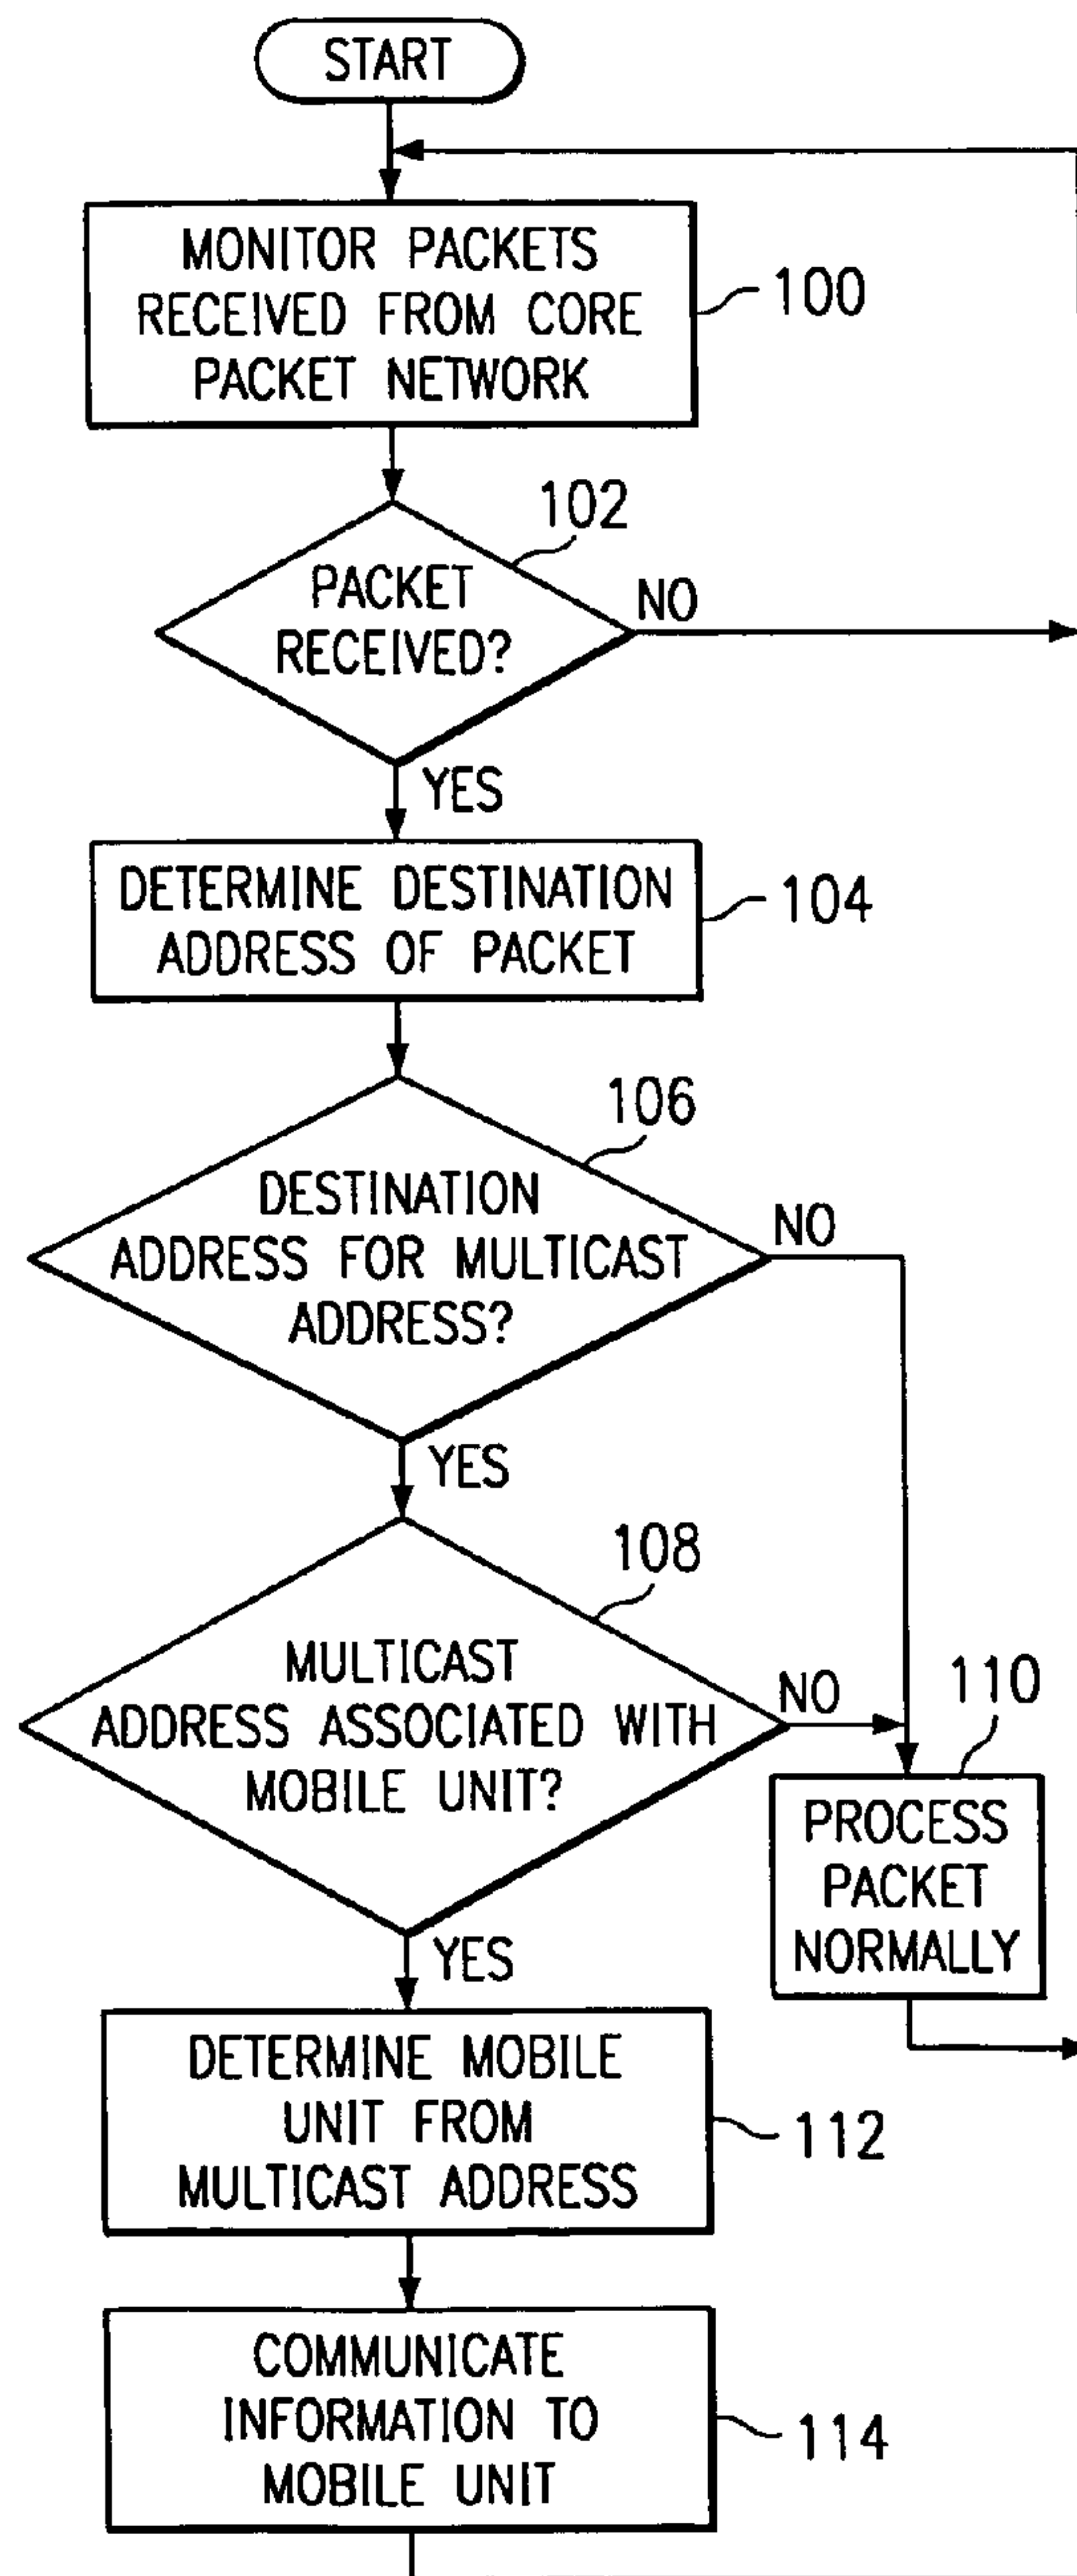 START
MONITOR PACKETS
RECEIVED FROM CORE
PACKET NETWORK
100
102
PACKET
RECEIVED?
NO
YES
DETERMINE DESTINATION
ADDRESS OF PACKET
104
106
DESTINATION
ADDRESS FOR MULTICAST
ADDRESS?
NO
YES
108
MULTICAST
ADDRESS ASSOCIATED WITH
MOBILE UNIT?
NO
110
PROCESS
PACKET
NORMALLY
YES
DETERMINE MOBILE
UNIT FROM
MULTICAST ADDRESS
112
COMMUNICATE
INFORMATION TO
MOBILE UNIT
114